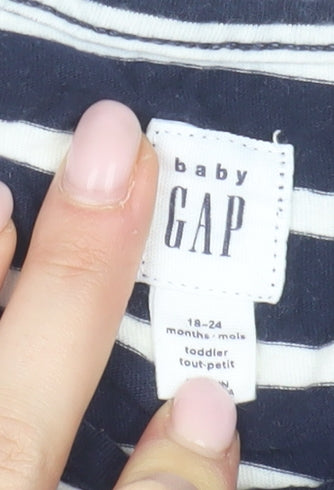 baby
GAP
18-24
months · mois
toddler
tout-petit